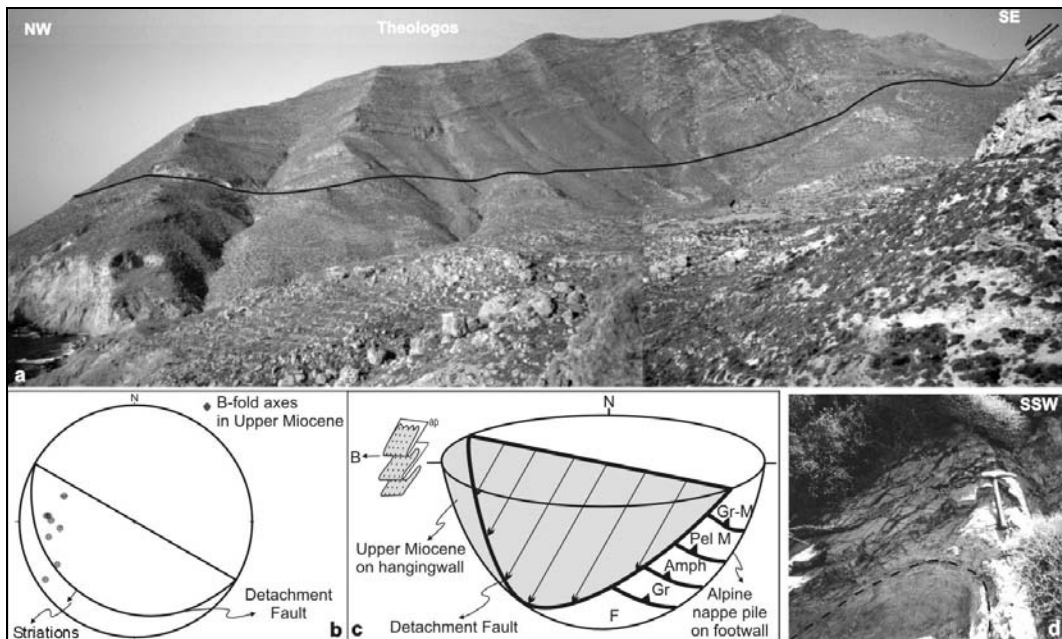 NW
Theologos
SE
a
N
B-fold axes
in Upper Miocene
Striations
Detachment
Fault
b
N
ap
B
Upper Miocene
on hangingwall
Detachment Fault
Gr-M
Pel M
Amph
Gr
F
Alpine
nappe pile
on footwall
c
SSW
d